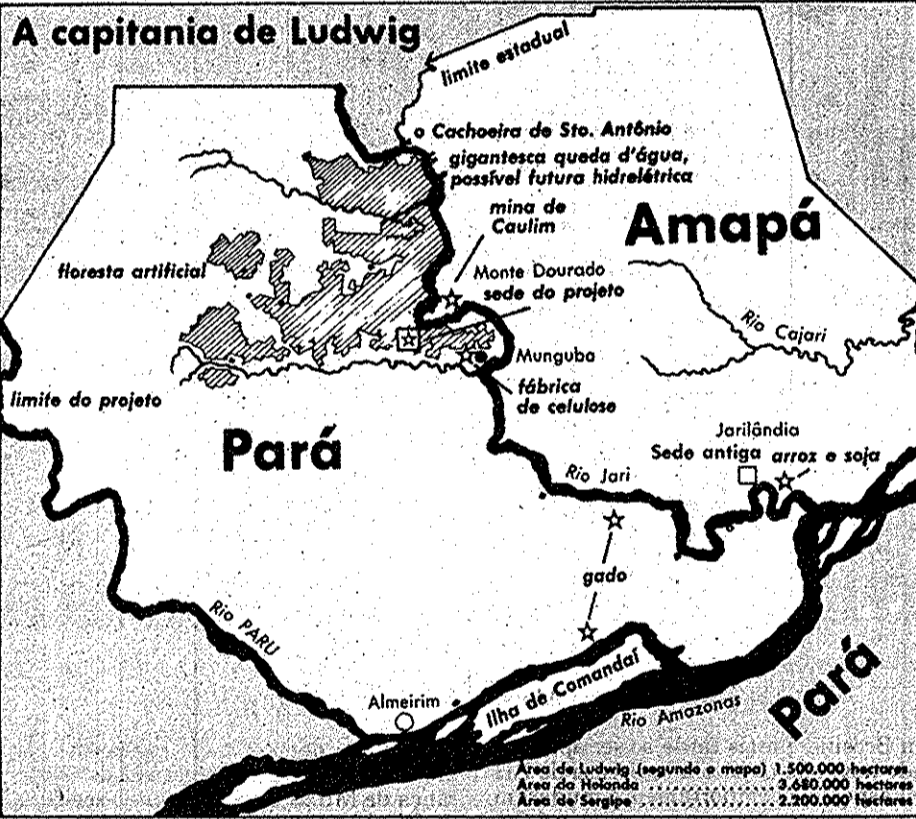 A capitania de Ludwig
limite estadual
Cachoeira de Sto. Antônio
gigantesca queda d'água,
possível futura hidrelétrica
mina de
Caulim
Amapá
floresta artificial
Monte Dourado
sede do projeto
Rio Cajari
Munguba
limite do projeto
fábrica
de celulose
Pará
Jarilândia
Sede antiga
arroz e soja
Rio Jari
gado
Rio PARU
Almeirim
Ilha de Comandaí
Rio Amazonas
Pará
Área de Ludwig (segundo o mapa) 1.500.000 hectares
Área da Holanda .......... 3.680.000 hectares
Área de Sergipe .......... 2.200.000 hectares